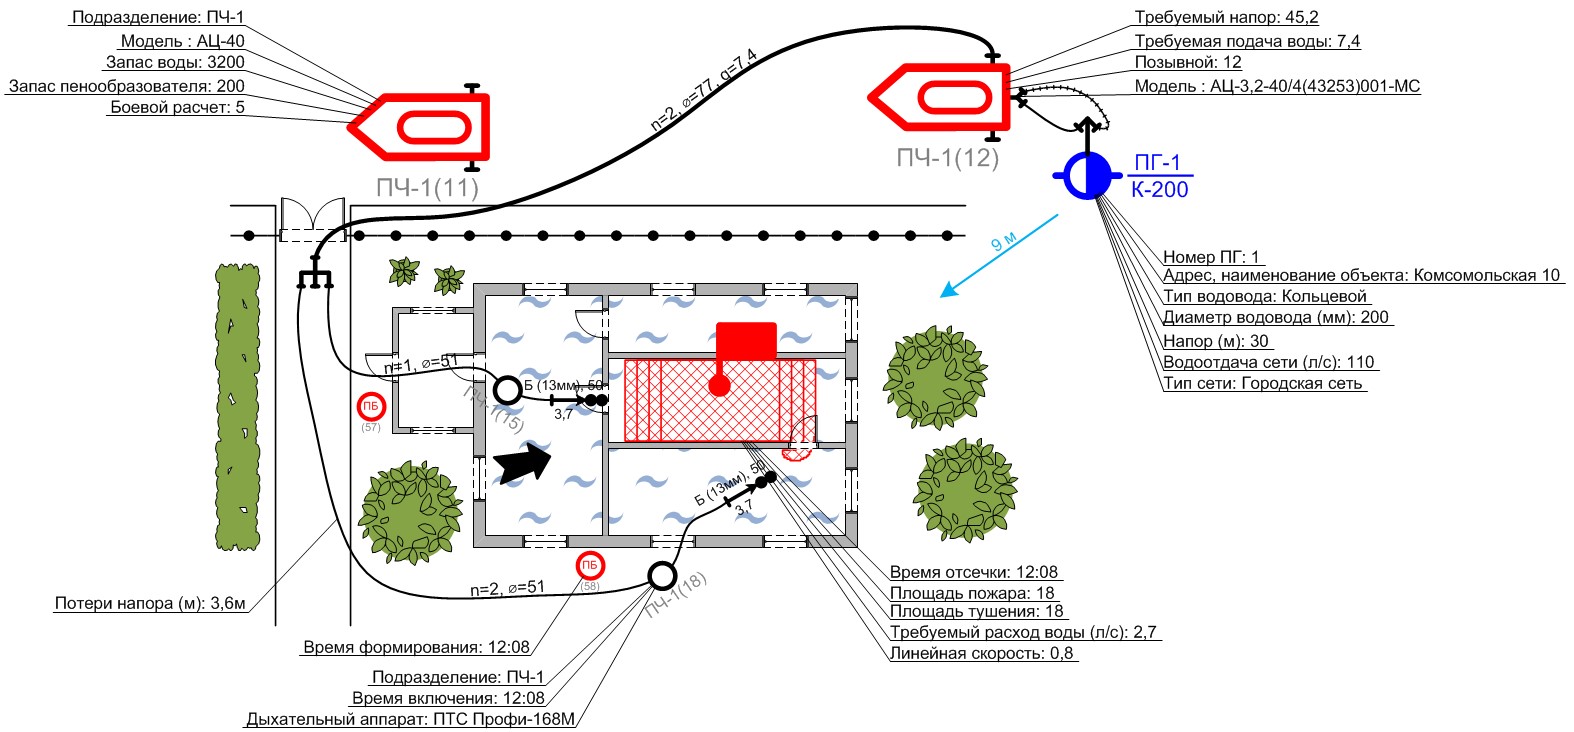 Подразделение: ПЧ-1
Модель : АЦ-40
Запас воды: 3200
Запас пенообразователя: 200
Боевой расчет: 5
ПЧ-1(11)
n=2, ⌀=77, q=7,4
ПЧ-1(12)
Требуемый напор: 45,2
Требуемая подача воды: 7,4
Позывной: 12
Модель : АЦ-3,2-40/4(43253)001-МС
ПГ-1
К-200
9 м
Номер ПГ: 1
Адрес, наименование объекта: Комсомольская 10
Тип водовода: Кольцевой
Диаметр водовода (мм): 200
Напор (м): 30
Водоотдача сети (л/с): 110
Тип сети: Городская сеть
n=1, ⌀=51
Б (13мм), 50
3,7
ПЧ-1(15)
ПБ
(57)
Б (13мм), 50
3,7
ПБ
(58)
n=2, ⌀=51
ПЧ-1(18)
Потери напора (м): 3,6м
Время отсечки: 12:08
Площадь пожара: 18
Площадь тушения: 18
Требуемый расход воды (л/с): 2,7
Линейная скорость: 0,8
Время формирования: 12:08
Подразделение: ПЧ-1
Время включения: 12:08
Дыхательный аппарат: ПТС Профи-168М